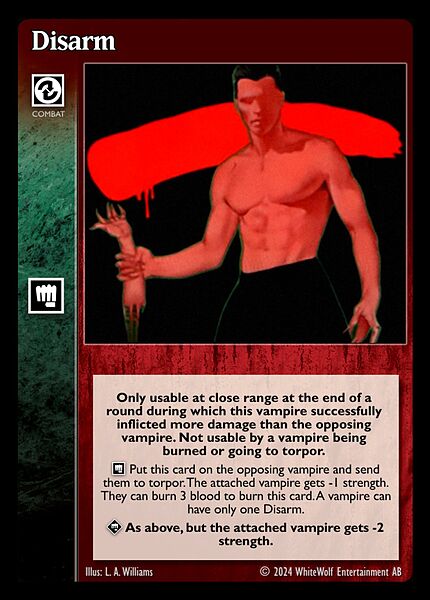 Disarm
COMBAT
Only usable at close range at the end of a
round during which this vampire successfully
inflicted more damage than the opposing
vampire. Not usable by a vampire being
burned or going to torpor.
Put this card on the opposing vampire and send
them to torpor. The attached vampire gets -1 strength.
They can burn 3 blood to burn this card. A vampire can
have only one Disarm.
As above, but the attached vampire gets -2
strength.
Illus: L. A. Williams
© 2024 WhiteWolf Entertainment AB